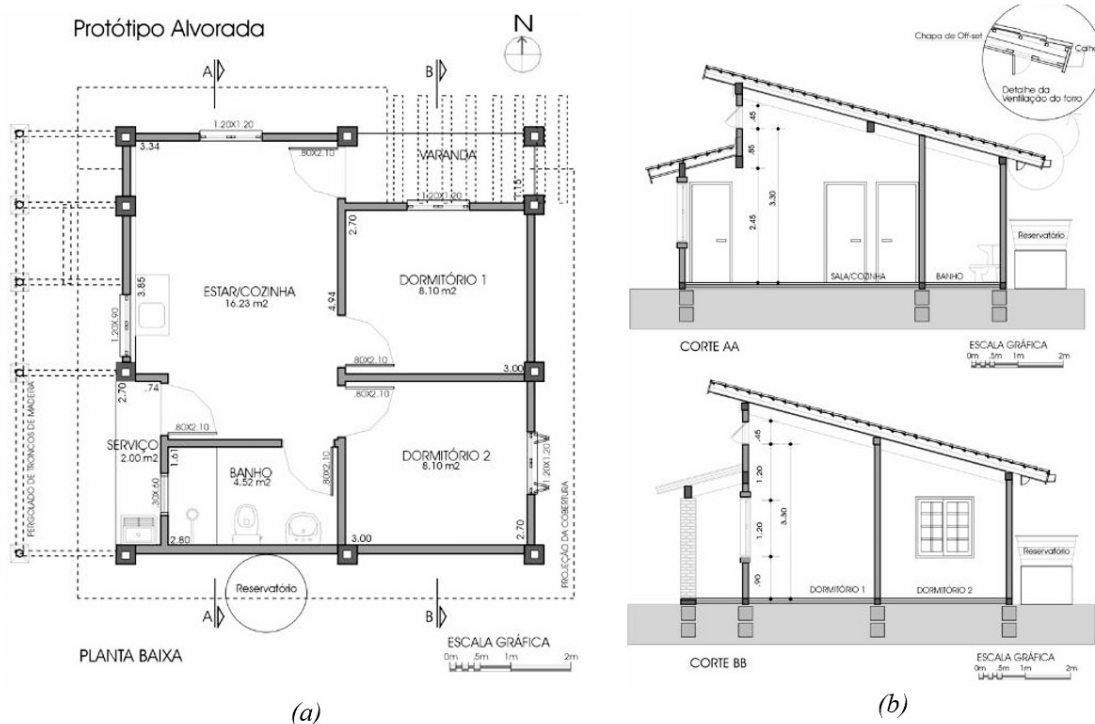 Protótipo Alvorada
N
A
B
1.20X1.20
3.34
.80X2.10
VARANDA
1.15
1.20X1.20
2.70
DORMITÓRIO 1
8.10 m2
3.85
ESTAR/COZINHA
16.23 m2
4.94
1.20X.90
.80X2.10
3.00
2.70
.74
.80X2.10
.80X2.10
PERGOLADO DE TRONCOS DE MADEIRA
SERVIÇO
2.00 m2
1.61
BANHO
4.52 m2
.80X2.10
DORMITÓRIO 2
8.10 m2
1.20X1.20
.30X.60
2.80
3.00
2.70
PROJEÇÃO DA COBERTURA
Reservatório
A
B
PLANTA BAIXA
ESCALA GRÁFICA
0m .5m 1m 2m
(a)
Chapa de Off-set
Calha
Detalhe da
Ventilação do forro
.45
.85
3.30
2.45
SALA/COZINHA
BANHO
Reservatório
CORTE AA
ESCALA GRÁFICA
0m .5m 1m 2m
.45
1.20
3.30
1.20
.90
DORMITÓRIO 1
DORMITÓRIO 2
Reservatório
CORTE BB
ESCALA GRÁFICA
0m .5m 1m 2m
(b)